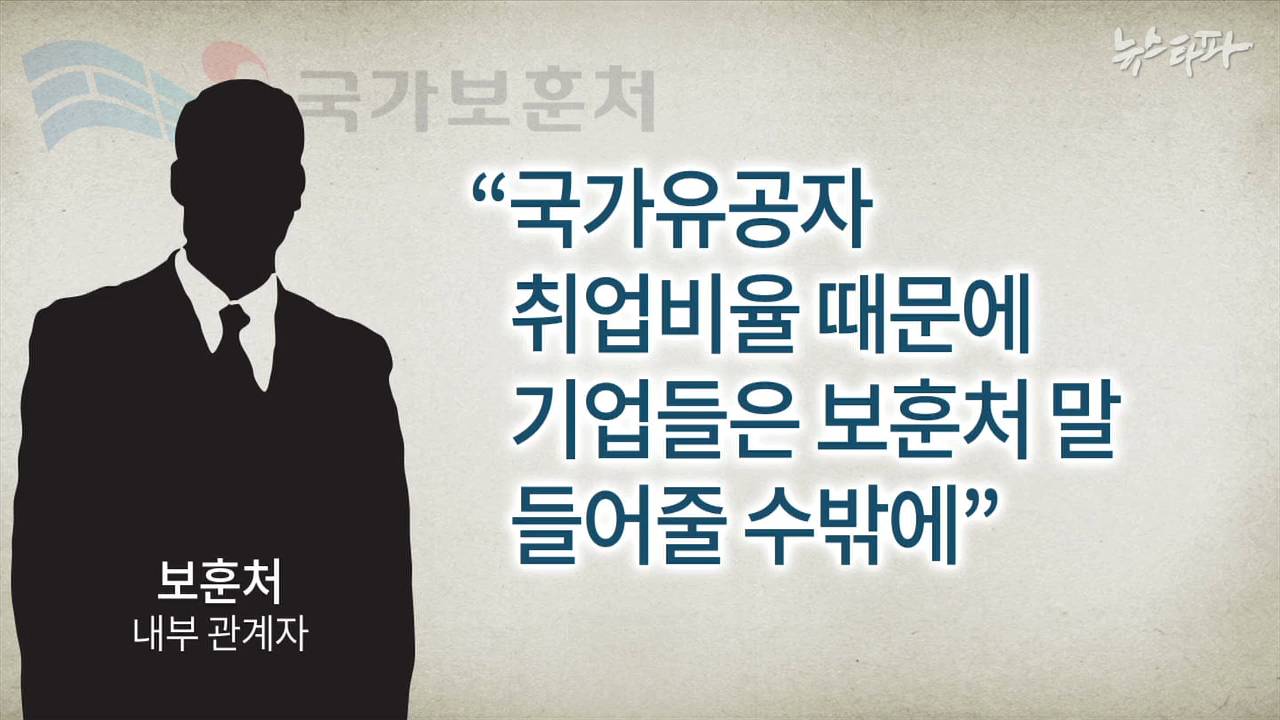 국가보훈처
뉴스타파
“국가유공자
취업비율 때문에
기업들은 보훈처 말
들어줄 수밖에”
보훈처
내부 관계자